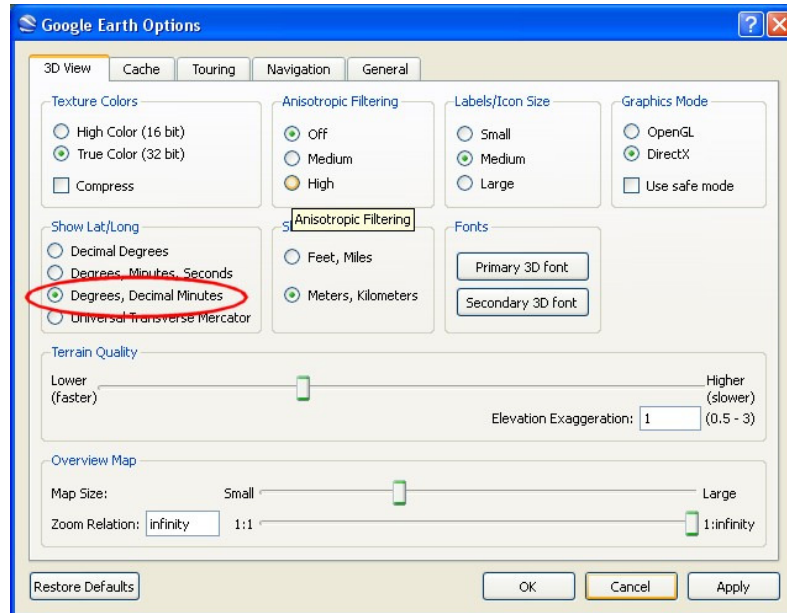 Google Earth Options
3D View Cache Touring Navigation General
Texture Colors
High Color (16 bit)
True Color (32 bit)
Compress
Anisotropic Filtering
Off
Medium
High
Anisotropic Filtering
Labels/Icon Size
Small
Medium
Large
Graphics Mode
OpenGL
DirectX
Use safe mode
Show Lat/Long
Decimal Degrees
Degrees, Minutes, Seconds
Degrees, Decimal Minutes
Universal Transverse Mercator
Feet, Miles
Meters, Kilometers
Fonts
Primary 3D font
Secondary 3D font
Terrain Quality
Lower
(faster)
Higher
(slower)
Elevation Exaggeration: 1 (0.5 - 3)
Overview Map
Map Size: Small Large
Zoom Relation: infinity 1:1 1:infinity
Restore Defaults OK Cancel Apply